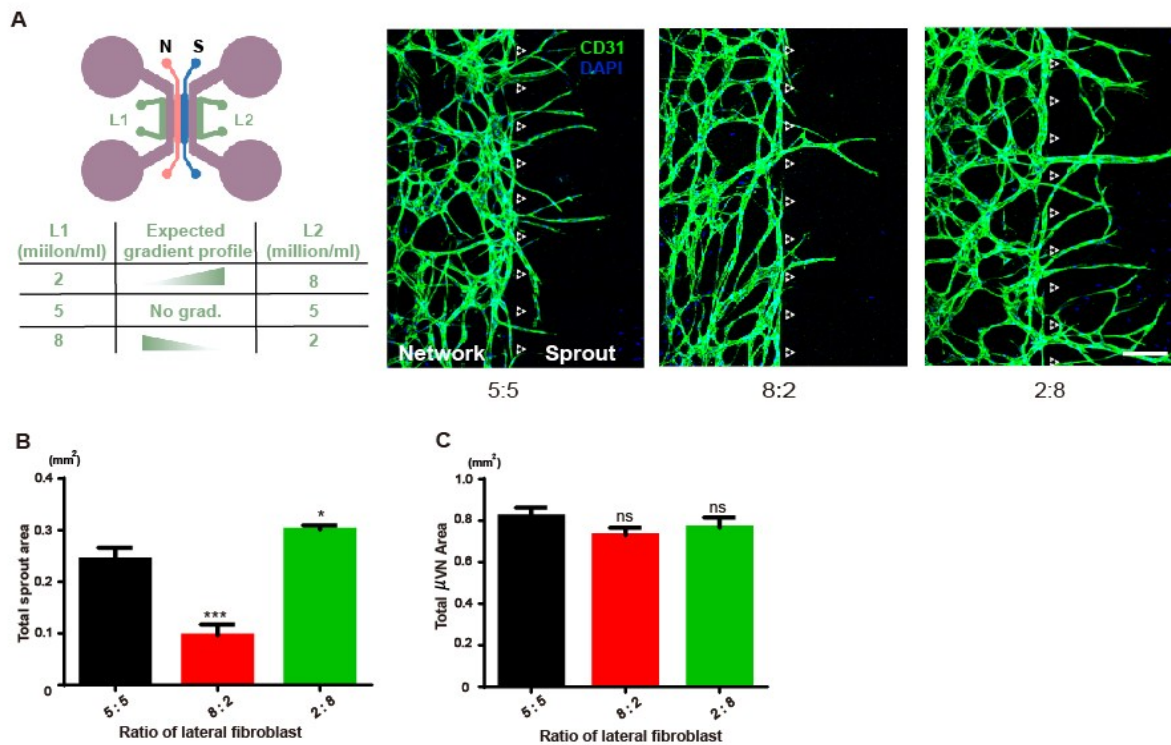 A
N S
L1 L2
L1 Expected L2
(miilon/ml) gradient profile (million/ml)
2 8
5 No grad. 5
8 2
CD31
DAPI
Network Sprout
5:5 8:2 2:8
B
(mm²)
Total sprout area
0.4
0.3
0.2
0.1
0
***
*
5:5 8:2 2:8
Ratio of lateral fibroblast
C
(mm²)
Total μVN Area
1.0
0.8
0.6
0.4
0.2
0
ns ns
5:5 8:2 2:8
Ratio of lateral fibroblast